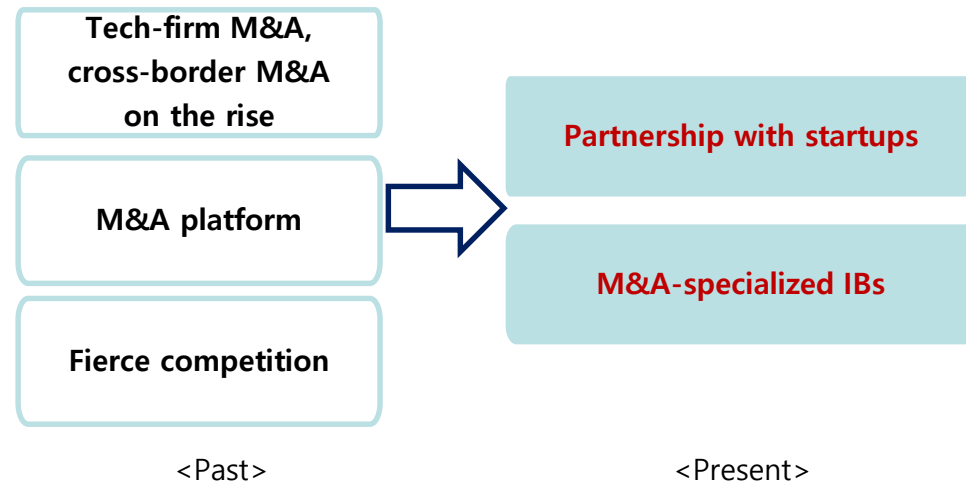 Tech-firm M&A,
cross-border M&A
on the rise
M&A platform
Fierce competition
Partnership with startups
M&A-specialized IBs
<Past>
<Present>